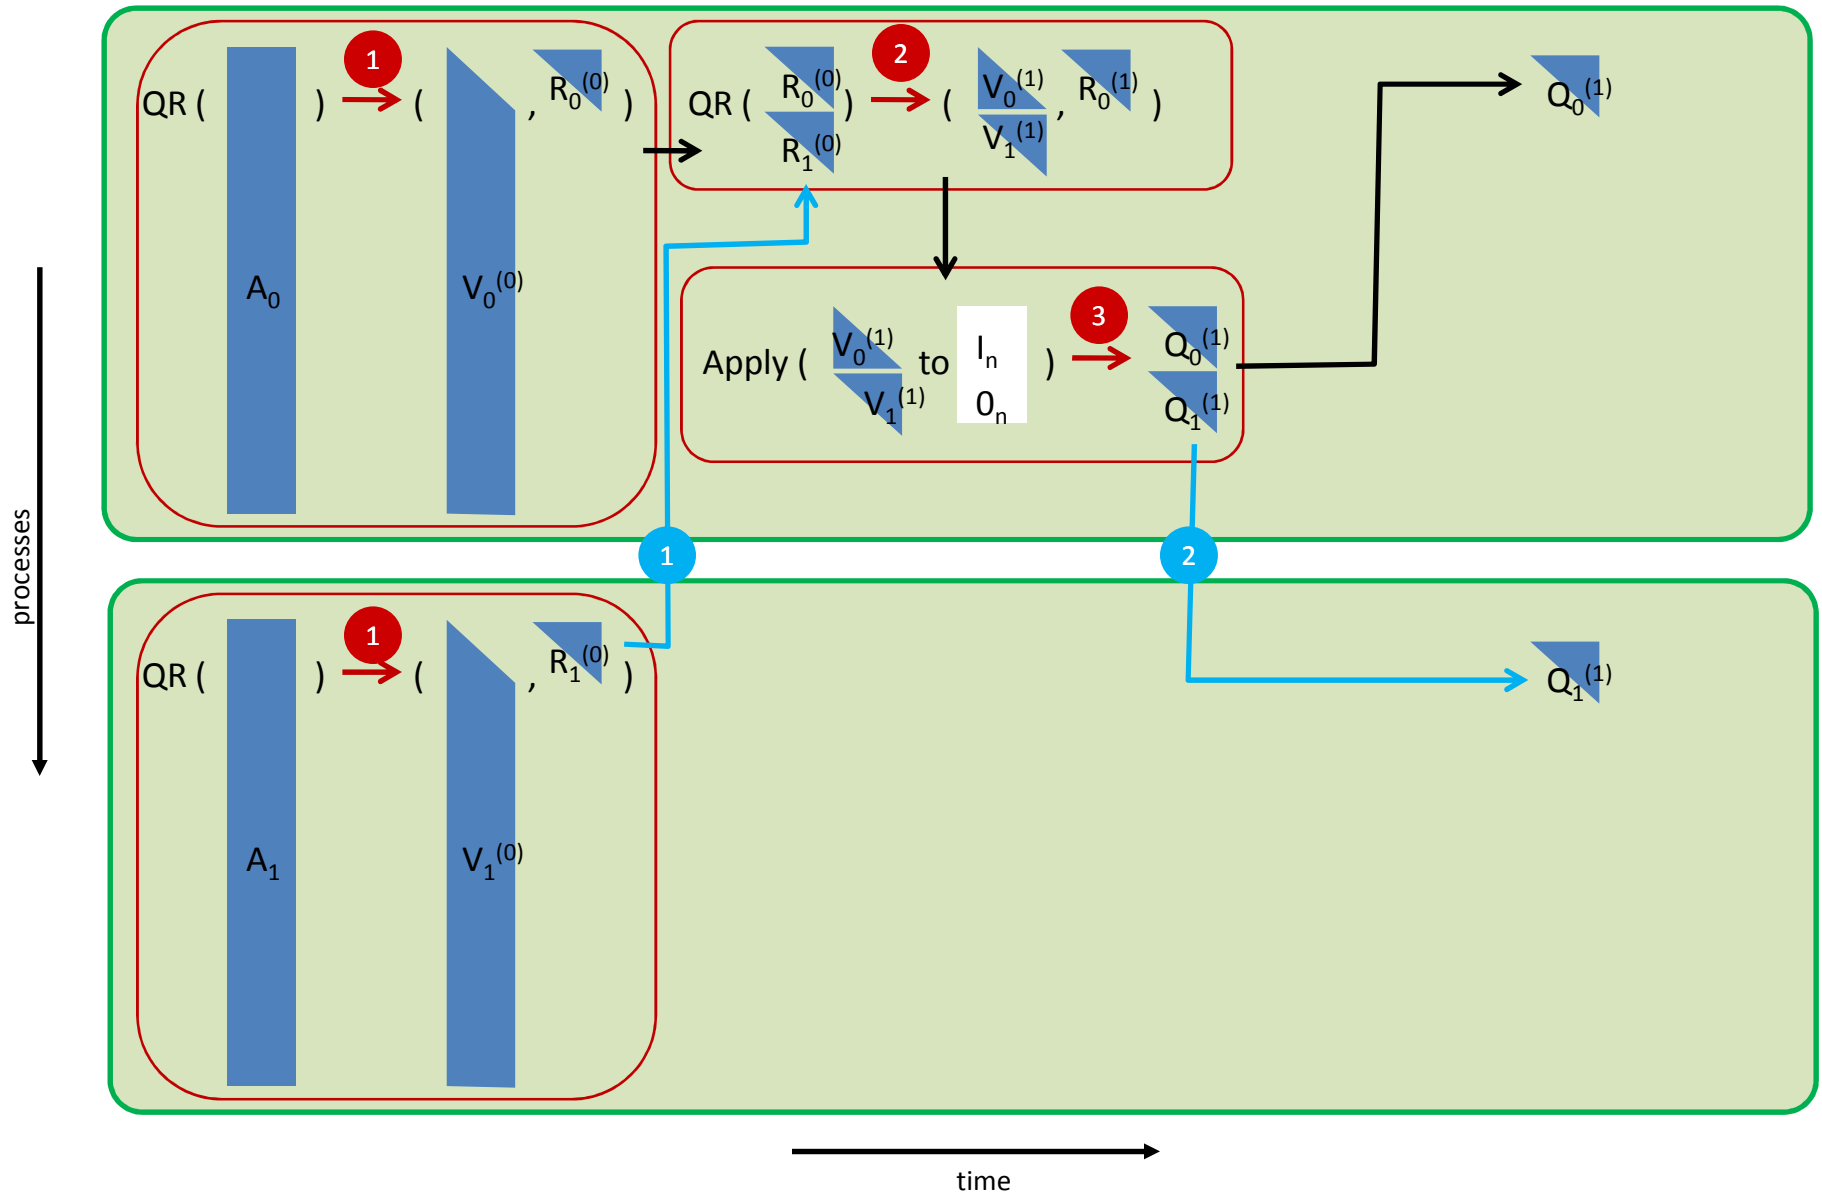 QR ( A₀ ) 1 ( V₀⁽⁰⁾ , R₀⁽⁰⁾ )
QR ( R₀⁽⁰⁾ R₁⁽⁰⁾ ) 2 ( V₀⁽¹⁾ V₁⁽¹⁾ , R₀⁽¹⁾ )
Q₀⁽¹⁾
Apply ( V₀⁽¹⁾ V₁⁽¹⁾ to Iₙ 0ₙ ) 3 Q₀⁽¹⁾ Q₁⁽¹⁾
processes
1
2
QR ( A₁ ) 1 ( V₁⁽⁰⁾ , R₁⁽⁰⁾ )
Q₁⁽¹⁾
time